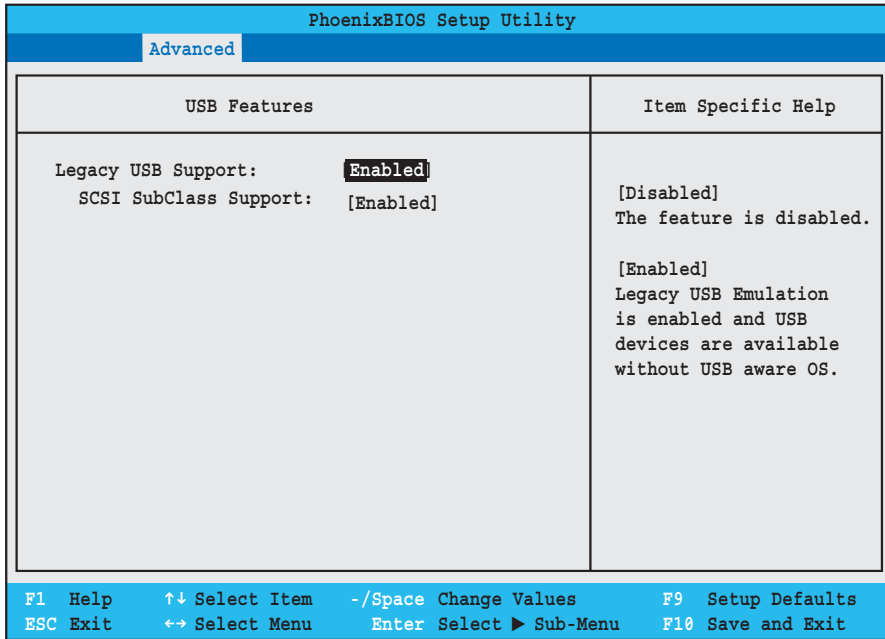 PhoenixBIOS Setup Utility
Advanced
USB Features
Item Specific Help
Legacy USB Support: [Enabled]
SCSI SubClass Support: [Enabled]
[Disabled]
The feature is disabled.
[Enabled]
Legacy USB Emulation
is enabled and USB
devices are available
without USB aware OS.
F1 Help ↑↓ Select Item -/Space Change Values F9 Setup Defaults
ESC Exit ←→ Select Menu Enter Select ▶ Sub-Menu F10 Save and Exit